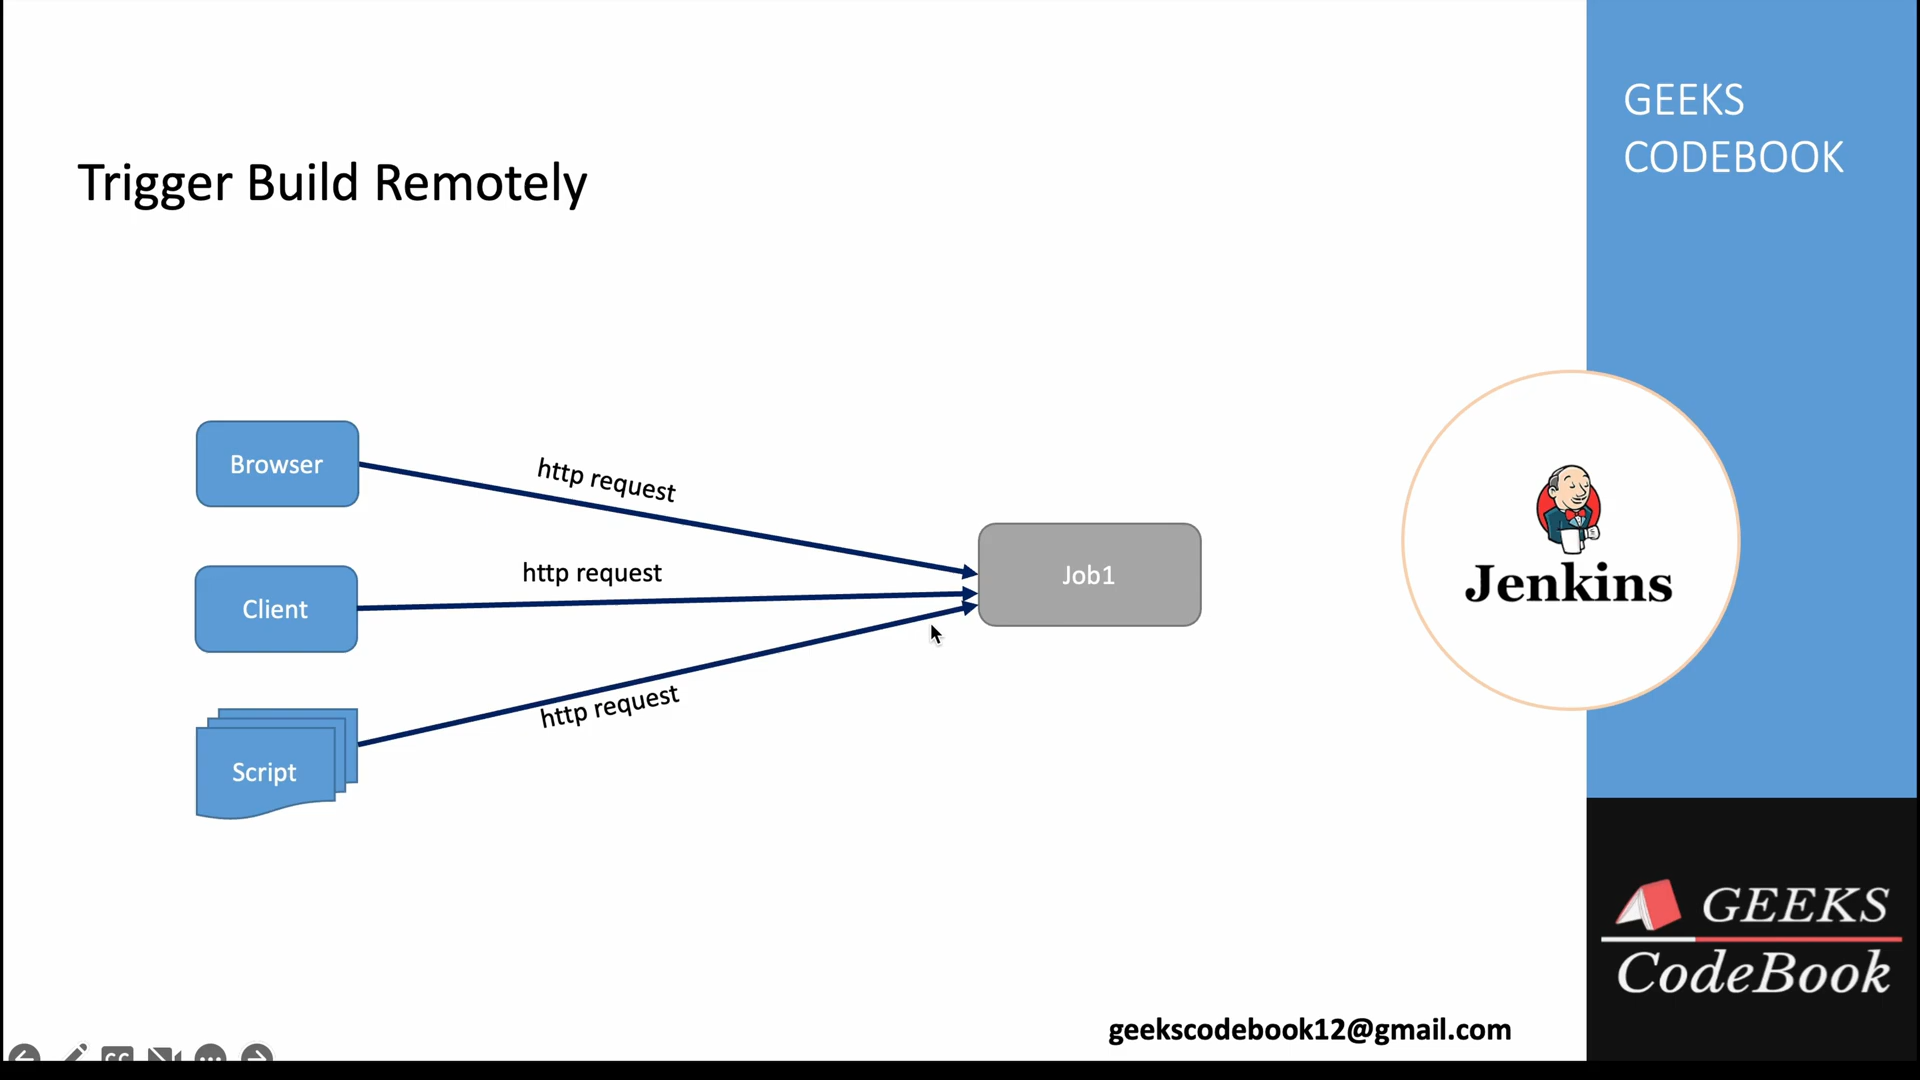 GEEKS
CODEBOOK
Trigger Build Remotely
Browser
http request
Client
http request
Script
http request
Job1
Jenkins
GEEKS
CodeBook
geekscodebook12@gmail.com
CC